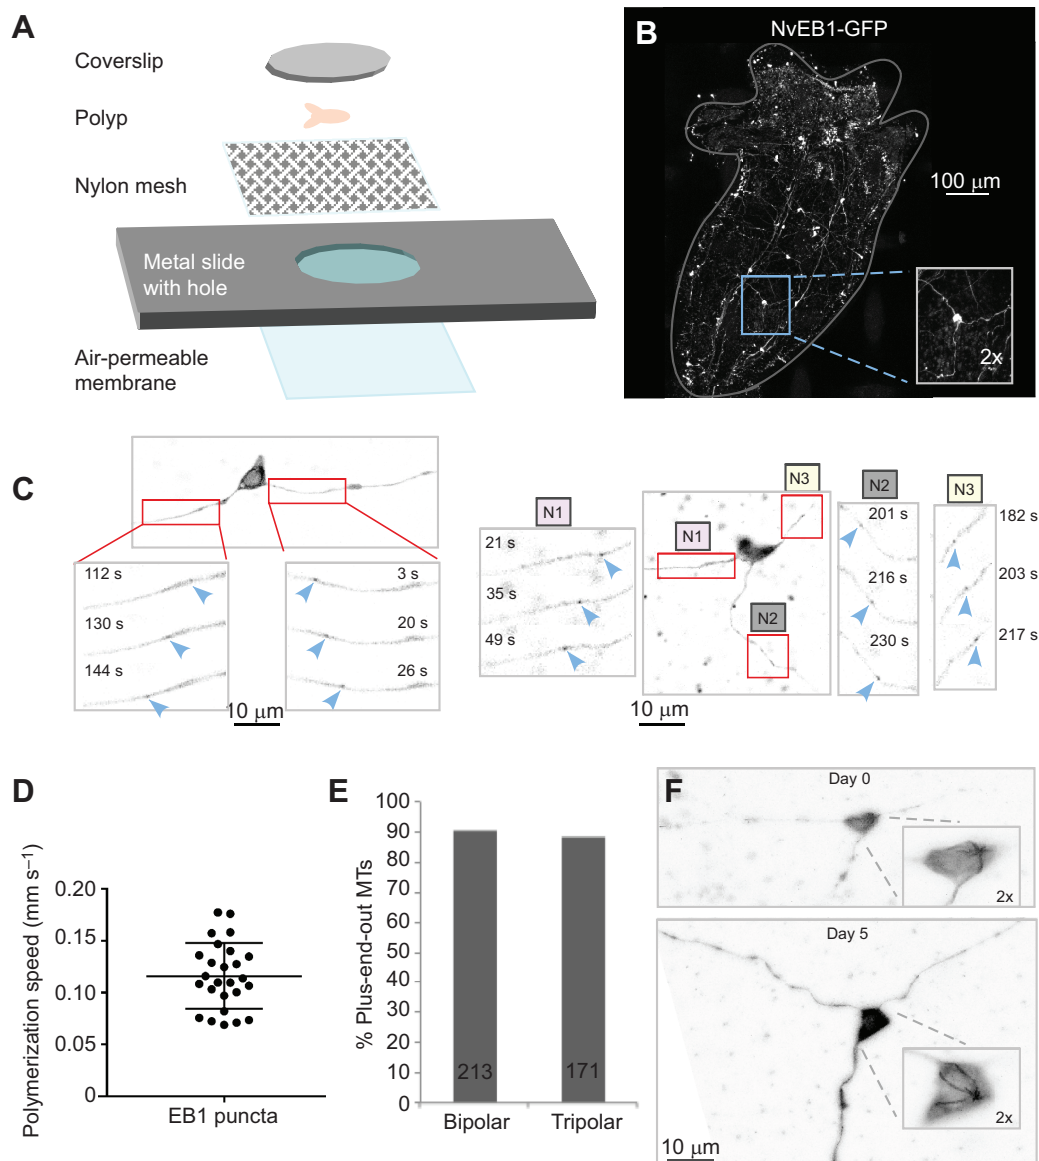 A
Coverslip
Polyp
Nylon mesh
Metal slide
with hole
Air-permeable
membrane
B
NvEB1-GFP
100 μm
2x
C
112 s
130 s
144 s
3 s
20 s
26 s
10 μm
N1
21 s
35 s
49 s
N1
N3
N2
10 μm
N2
201 s
216 s
230 s
N3
182 s
203 s
217 s
D
Polymerization speed (mm s⁻¹)
0.20
0.15
0.10
0.05
0
EB1 puncta
E
% Plus-end-out MTs
100
90
80
70
60
50
40
30
20
10
0
213
171
Bipolar
Tripolar
F
Day 0
2x
Day 5
2x
10 μm